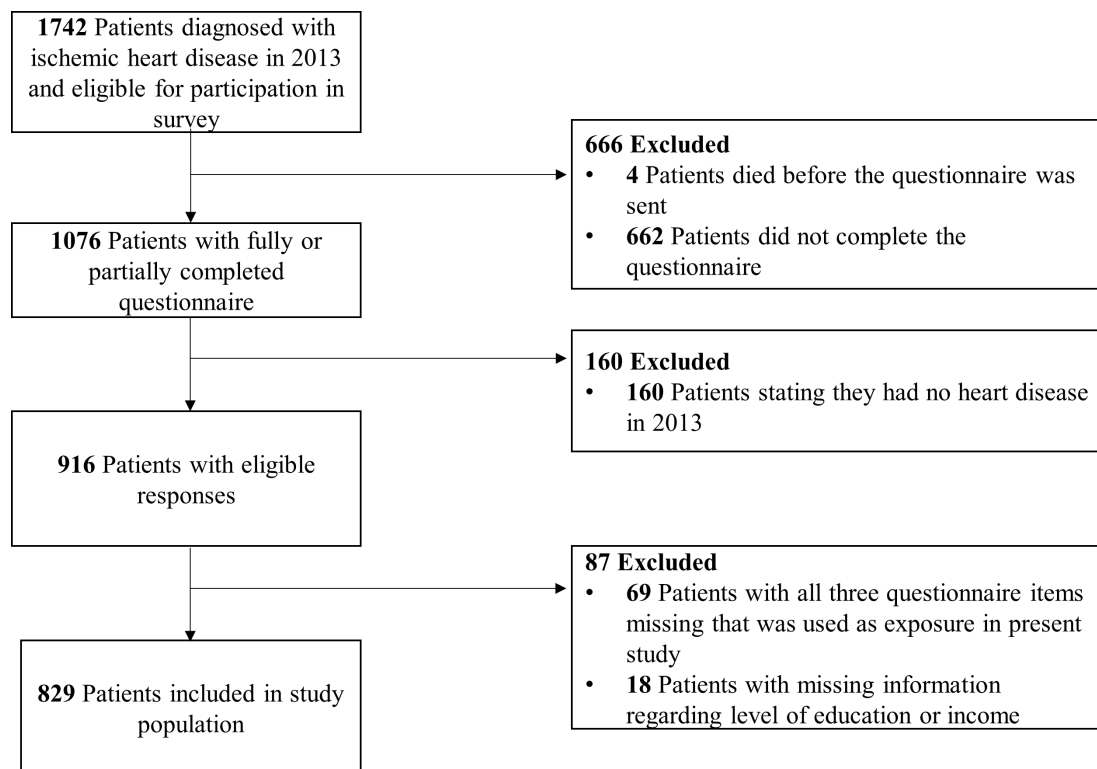 1742 Patients diagnosed with
ischemic heart disease in 2013
and eligible for participation in
survey
666 Excluded
• 4 Patients died before the questionnaire was
sent
• 662 Patients did not complete the
questionnaire
1076 Patients with fully or
partially completed
questionnaire
160 Excluded
• 160 Patients stating they had no heart disease
in 2013
916 Patients with eligible
responses
87 Excluded
• 69 Patients with all three questionnaire items
missing that was used as exposure in present
study
• 18 Patients with missing information
regarding level of education or income
829 Patients included in study
population